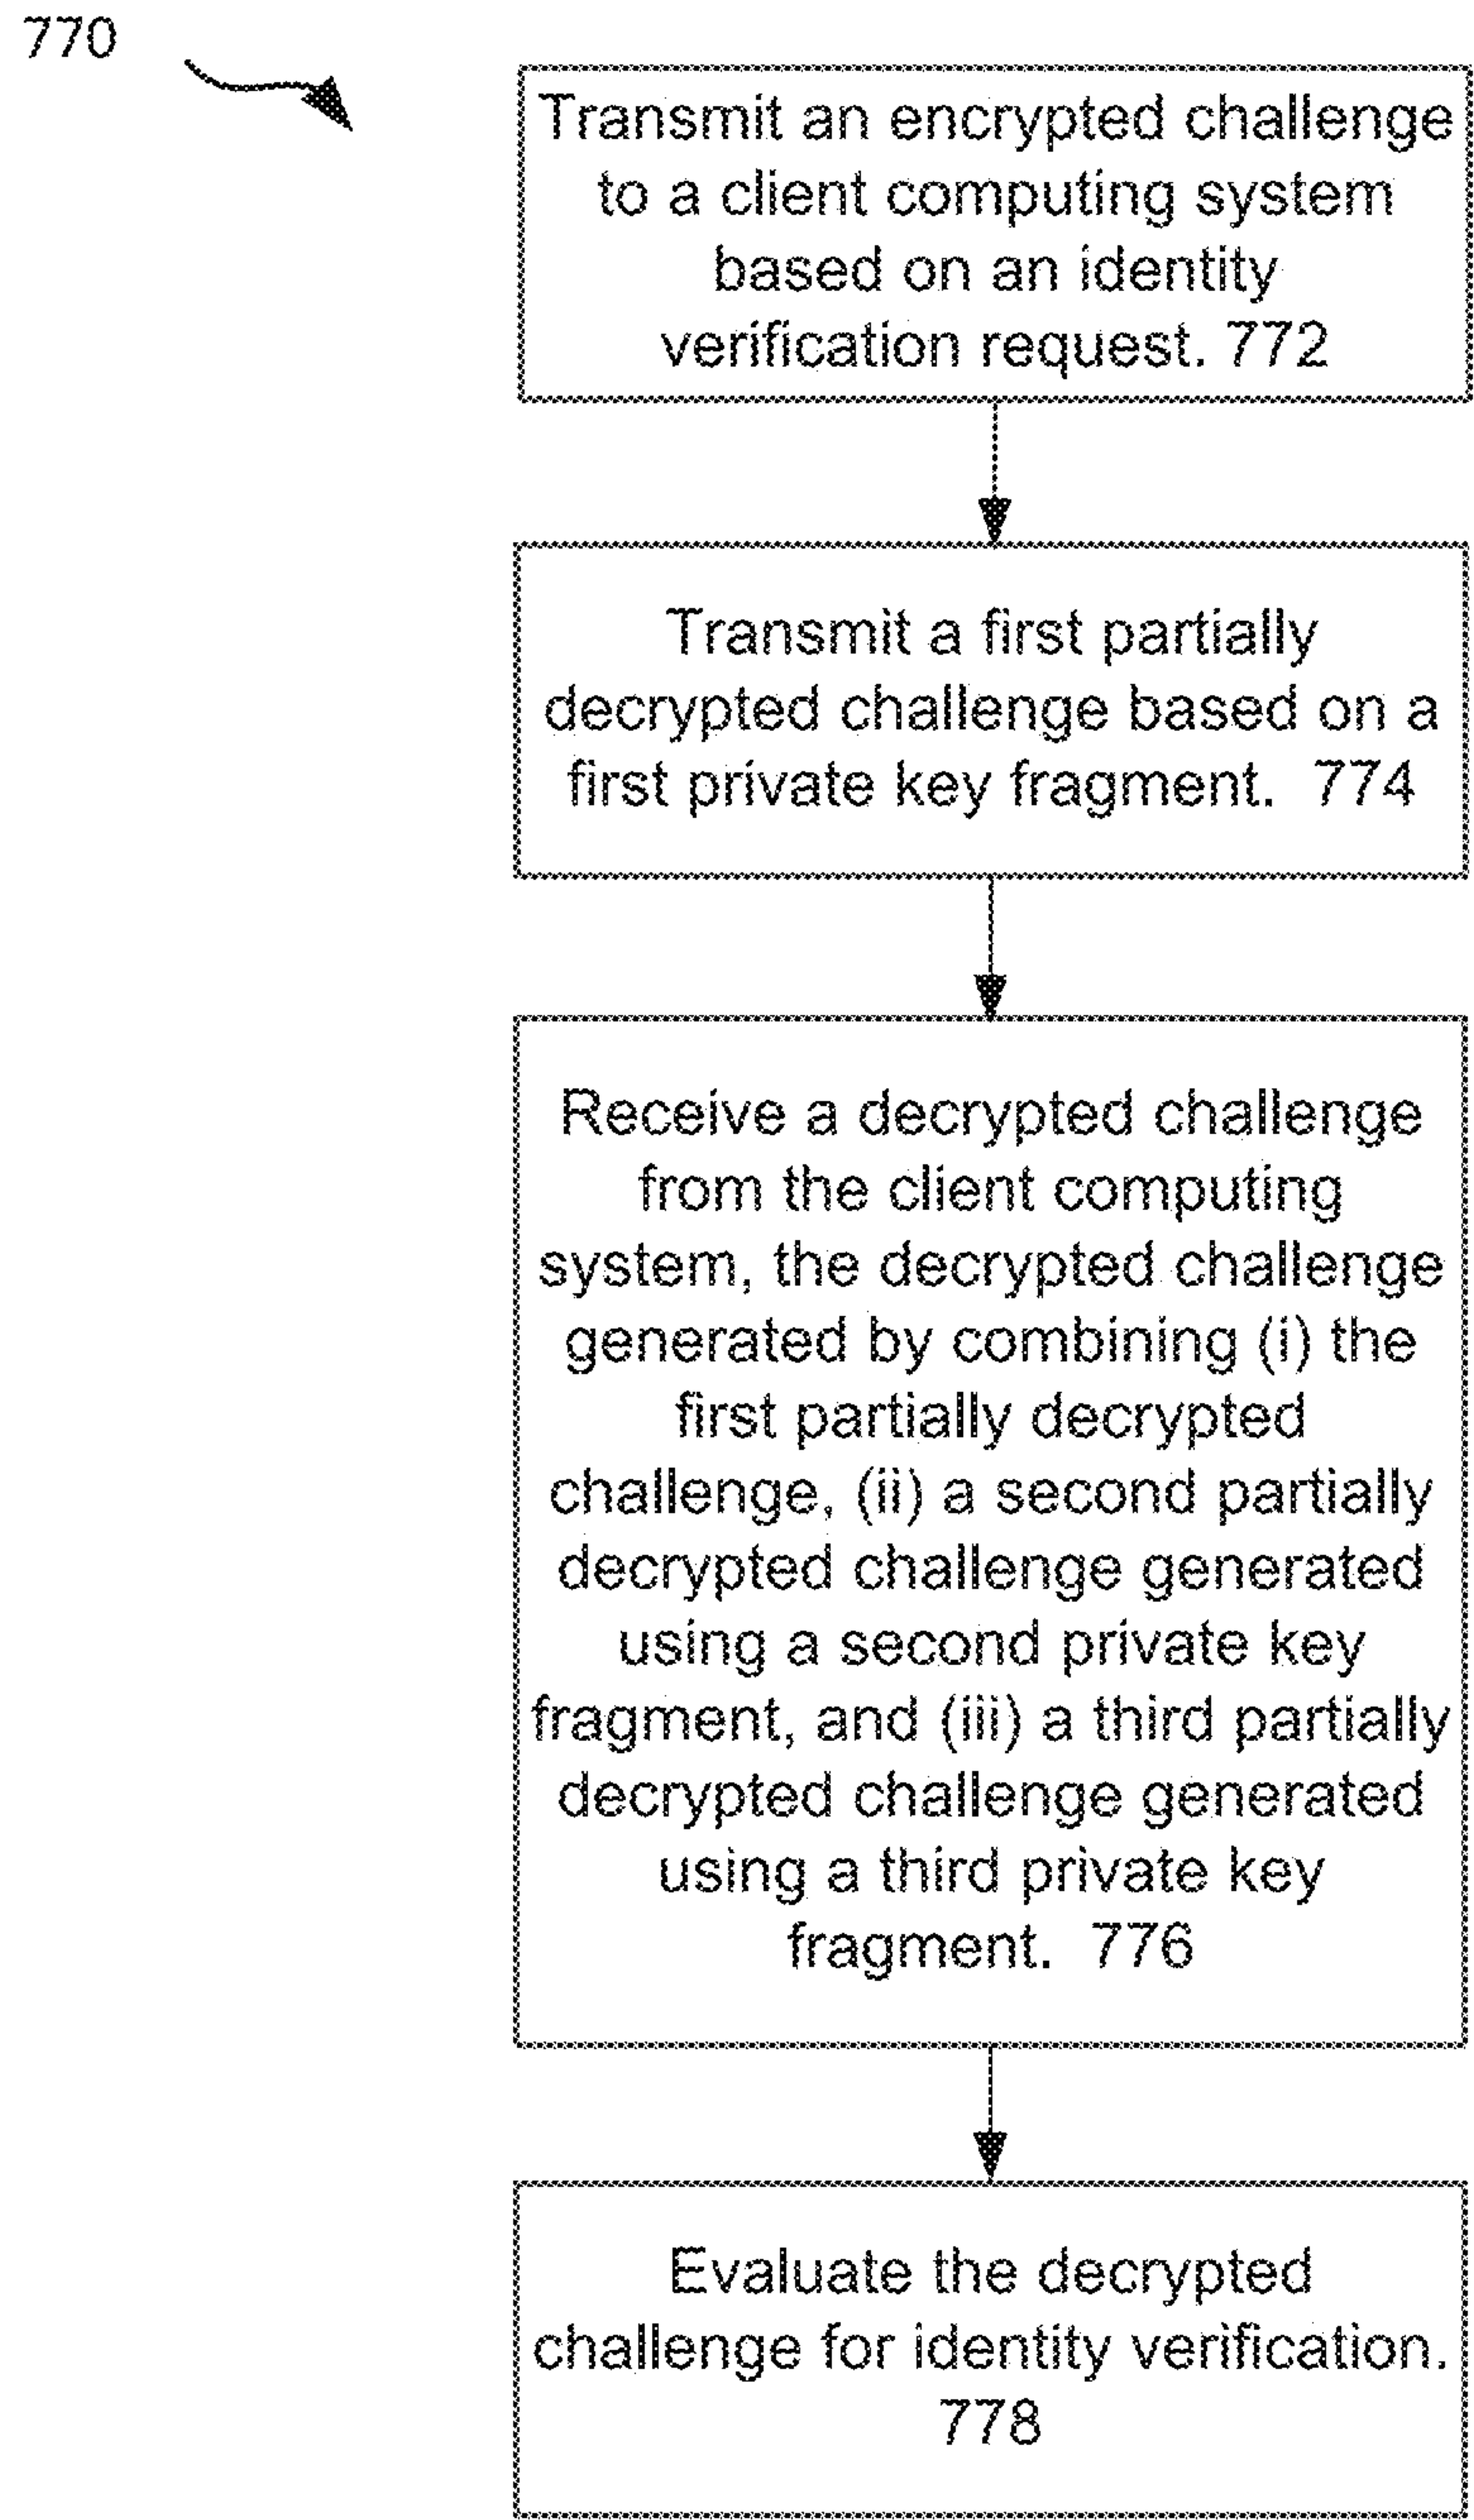 770
Transmit an encrypted challenge
to a client computing system
based on an identity
verification request. 772
Transmit a first partially
decrypted challenge based on a
first private key fragment. 774
Receive a decrypted challenge
from the client computing
system, the decrypted challenge
generated by combining (i) the
first partially decrypted
challenge, (ii) a second partially
decrypted challenge generated
using a second private key
fragment, and (iii) a third partially
decrypted challenge generated
using a third private key
fragment. 776
Evaluate the decrypted
challenge for identity verification.
778